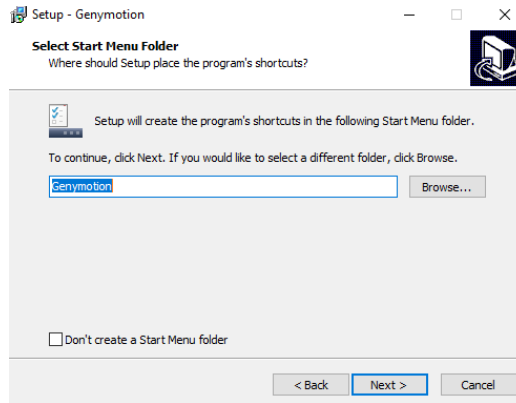 Setup - Genymotion
Select Start Menu Folder
Where should Setup place the program's shortcuts?
Setup will create the program's shortcuts in the following Start Menu folder.
To continue, click Next. If you would like to select a different folder, click Browse.
Genymotion
Browse...
Don't create a Start Menu folder
< Back
Next >
Cancel